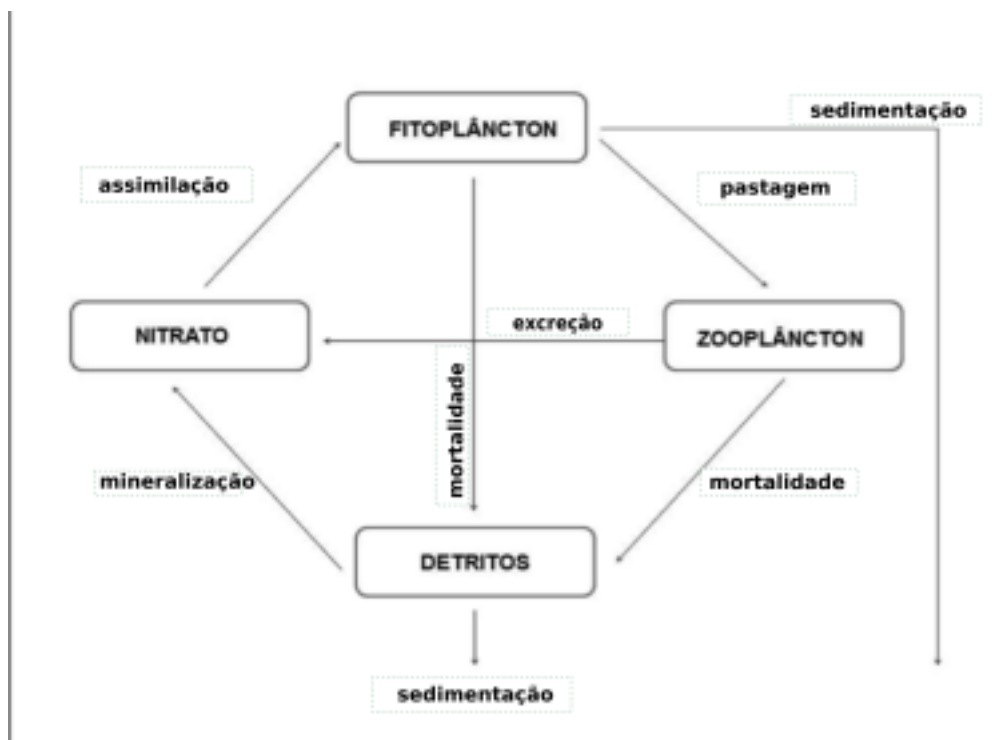 sedimentação
FITOPLÂNCTON
assimilação
pastagem
excreção
NITRATO
ZOOPLÂNCTON
mortalidade
mineralização
mortalidade
DETRITOS
sedimentação